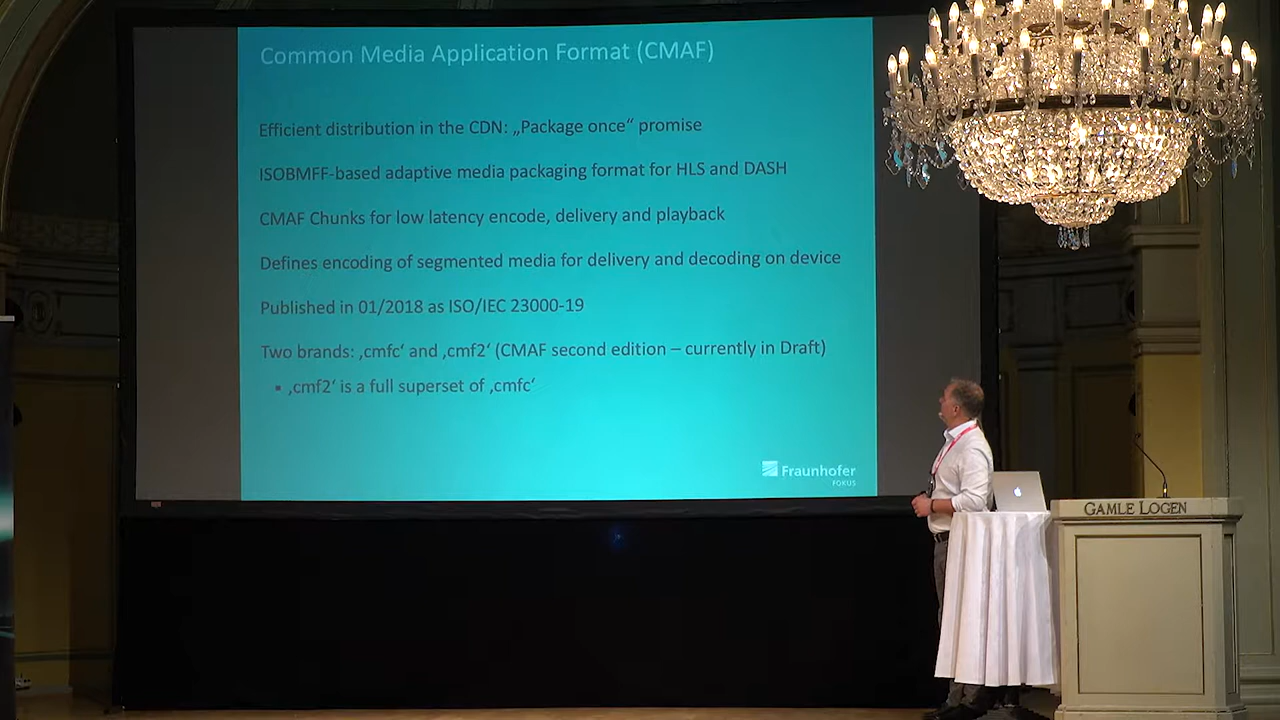 Common Media Application Format (CMAF)
Efficient distribution in the CDN: „Package once“ promise
ISOBMFF-based adaptive media packaging format for HLS and DASH
CMAF Chunks for low latency encode, delivery and playback
Defines encoding of segmented media for delivery and decoding on device
Published in 01/2018 as ISO/IEC 23000-19
Two brands: ‚cmfc‘ and ‚cmf2‘ (CMAF second edition – currently in Draft)
▪ ‚cmf2‘ is a full superset of ‚cmfc‘
Fraunhofer
FOKUS
GAMLE LOGEN